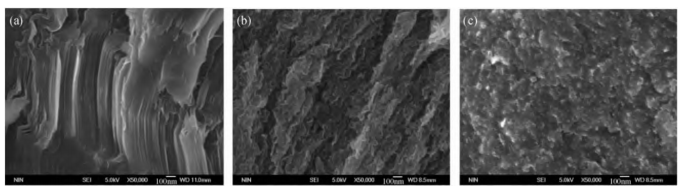 (a)
NIN SEI 5.0kV X50,000 100nm WD 11.0mm
(b)
NIN SEI 5.0kV X50,000 100nm WD 8.5mm
(c)
NIN SEI 5.0kV X50,000 100nm WD 8.5mm